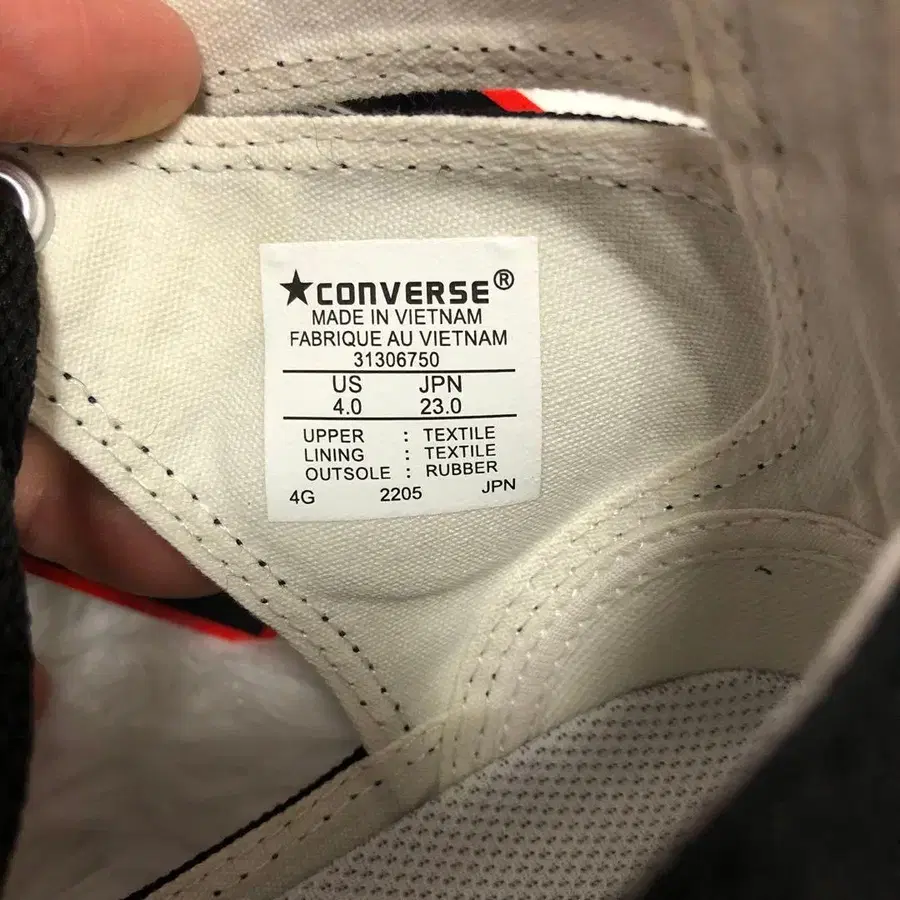 ★CONVERSE®
MADE IN VIETNAM
FABRIQUE AU VIETNAM
31306750
US JPN
4.0 23.0
UPPER : TEXTILE
LINING : TEXTILE
OUTSOLE : RUBBER
4G 2205 JPN